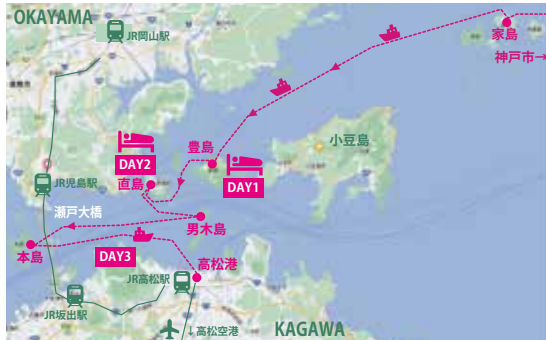 OKAYAMA
JR岡山駅
家島
神戸市→
豊島
小豆島
DAY2
直島
DAY1
JR児島駅
瀬戸大橋
男木島
本島
DAY3
高松港
JR高松駅
JR坂出駅
↓高松空港
KAGAWA